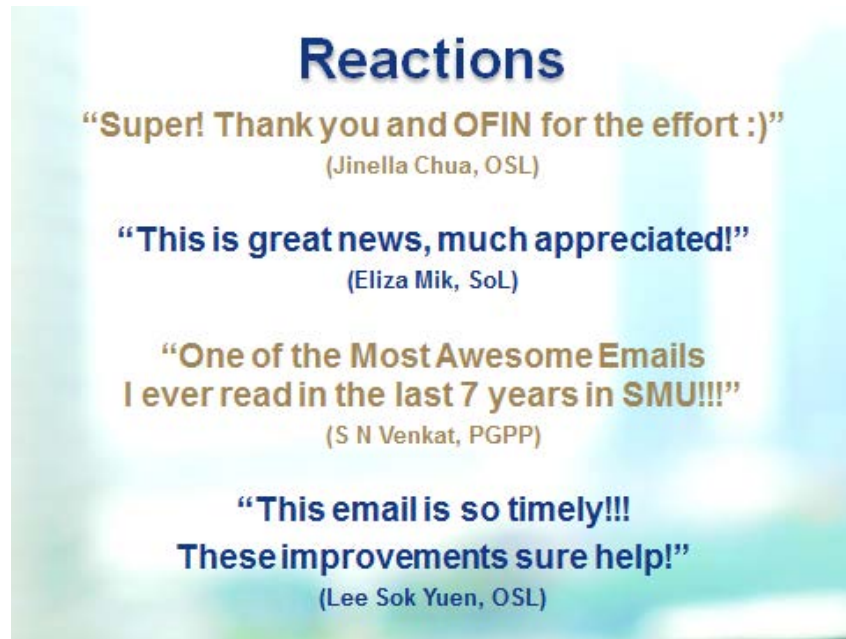 Reactions
“Super! Thank you and OFIN for the effort :)”
(Jinella Chua, OSL)
“This is great news, much appreciated!”
(Eliza Mik, SoL)
“One of the Most Awesome Emails
I ever read in the last 7 years in SMU!!!”
(S N Venkat, PGPP)
“This email is so timely!!!
These improvements sure help!”
(Lee Sok Yuen, OSL)